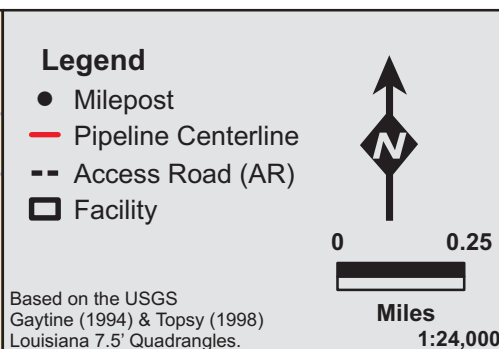 Legend
Milepost
Pipeline Centerline
Access Road (AR)
Facility
N
0 0.25
Miles
1:24,000
Based on the USGS
Gaytine (1994) & Topsy (1998)
Louisiana 7.5' Quadrangles.